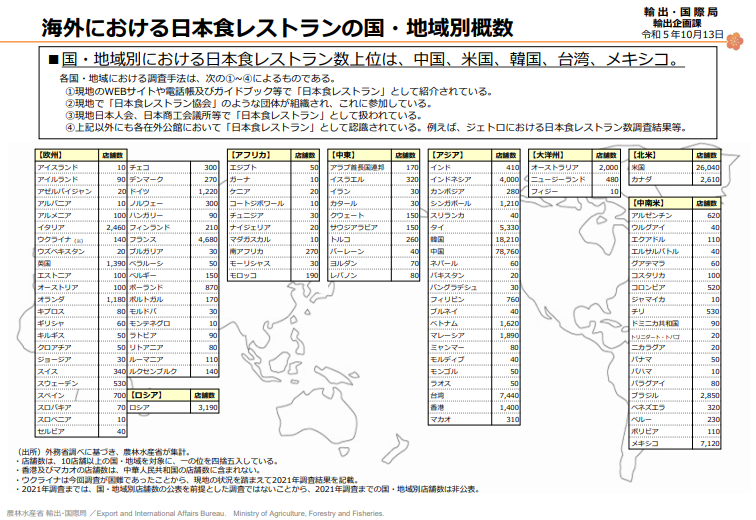 海外における日本食レストランの国・地域別概数
輸出・国際局
輸出企画課
令和５年10月13日
■国・地域別における日本食レストラン数上位は、中国、米国、韓国、台湾、メキシコ。
各国・地域における調査手法は、次の①~④によるものである。
①現地のWEBサイトや電話帳及びガイドブック等で「日本食レストラン」として紹介されている。
②現地で「日本食レストラン協会」のような団体が組織され、これに参加している。
③現地日本人会、日本商工会議所等で「日本食レストラン」として扱われている。
④上記以外にも各在外公館において「日本食レストラン」として認識されている。例えば、ジェトロにおける日本食レストラン数調査結果等。
【欧州】 店舗数
アイスランド 10
アイルランド 90
アゼルバイジャン 20
アルバニア 10
アルメニア 100
イタリア 2,460
ウクライナ 140
ウズベキスタン 20
英国 1,390
エストニア 100
オーストリア 100
オランダ 1,180
キプロス 80
ギリシャ 60
キルギス 50
クロアチア 50
ジョージア 30
スイス 340
スウェーデン 530
スペイン 700
スロバキア 70
スロベニア 10
セルビア 40
チェコ 300
デンマーク 270
ドイツ 1,220
ノルウェー 300
ハンガリー 90
フィンランド 210
フランス 4,680
ブルガリア 30
ベラルーシ 50
ベルギー 150
ポーランド 870
ポルトガル 170
モルドバ 30
モンテネグロ 10
ラトビア 90
リトアニア 80
ルーマニア 110
ルクセンブルク 140
【ロシア】 店舗数
ロシア 3,190
【アフリカ】 店舗数
エジプト 50
ガーナ 10
ケニア 20
コートジボワール 10
チュニジア 30
ナイジェリア 20
マダガスカル 10
南アフリカ 270
モーリシャス 30
モロッコ 190
【中東】 店舗数
アラブ首長国連邦 170
イスラエル 320
イラン 30
カタール 30
クウェート 150
サウジアラビア 150
トルコ 260
バーレーン 40
ヨルダン 70
レバノン 80
【アジア】 店舗数
インド 410
インドネシア 4,000
カンボジア 280
シンガポール 1,210
スリランカ 40
タイ 5,330
韓国 18,210
中国 78,760
ネパール 60
パキスタン 20
バングラデシュ 30
フィリピン 760
ブルネイ 40
ベトナム 1,620
マレーシア 1,890
ミャンマー 80
モルディブ 40
モンゴル 50
ラオス 50
台湾 7,440
香港 1,400
マカオ 310
【大洋州】 店舗数
オーストラリア 2,000
ニュージーランド 480
フィジー 10
【北米】 店舗数
米国 26,040
カナダ 2,610
【中南米】 店舗数
アルゼンチン 620
ウルグアイ 40
エクアドル 110
エルサルバトル 40
グアテマラ 60
コスタリカ 100
コロンビア 520
ジャマイカ 10
チリ 530
ドミニカ共和国 90
トリニダート・トバゴ 20
ニカラグア 20
パナマ 50
バハマ 10
パラグアイ 80
ブラジル 2,850
ベネズエラ 320
ペルー 230
ボリビア 110
メキシコ 7,120
（出所）外務省調べに基づき、農林水産省が集計。
・店舗数は、10店舗以上の国・地域を対象に、一の位を四捨五入している。
・香港及びマカオの店舗数は、中華人民共和国の店舗数に含まれない。
・ウクライナは今回調査が困難であったことから、現地の状況を踏まえて2021年調査結果を記載。
・2021年調査までは、国・地域別店舗数の公表を前提とした調査ではないことから、2021年調査までの国・地域別店舗数は非公表。
農林水産省 輸出・国際局 ／Export and International Affairs Bureau. Ministry of Agriculture, Forestry and Fisheries.